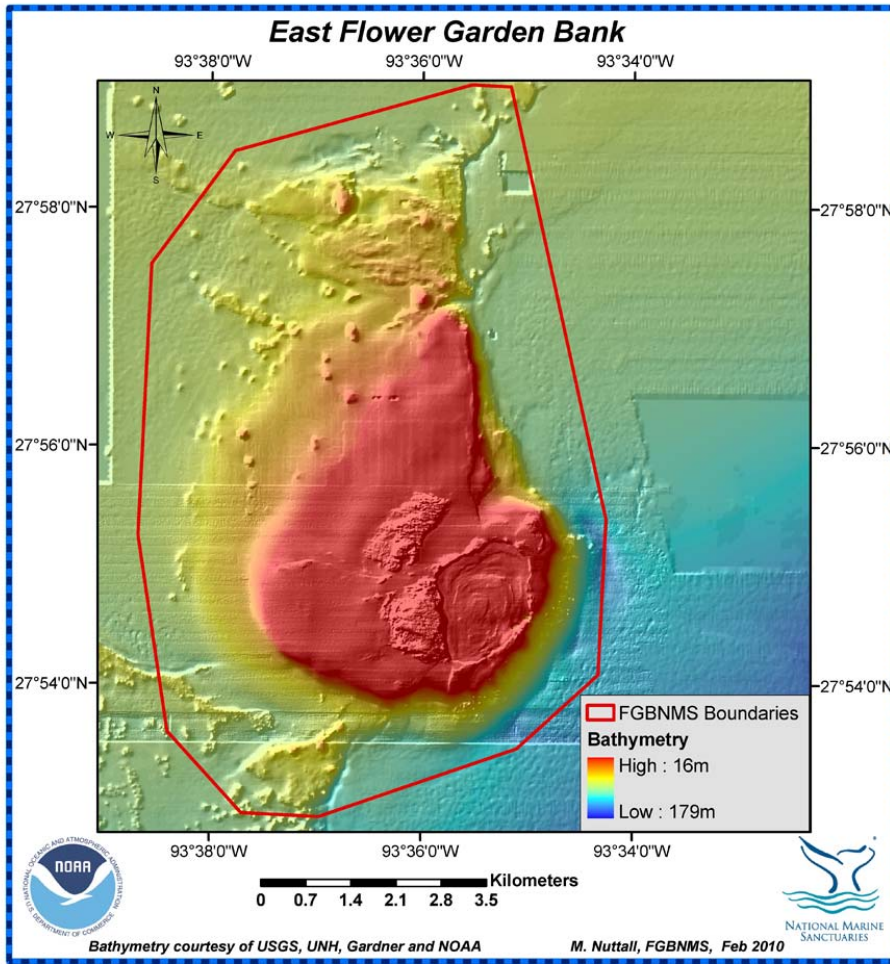 East Flower Garden Bank
93°38'0"W 93°36'0"W 93°34'0"W
N
W E
S
27°58'0"N 27°58'0"N
27°56'0"N 27°56'0"N
27°54'0"N 27°54'0"N
FGBNMS Boundaries
Bathymetry
High : 16m
Low : 179m
93°38'0"W 93°36'0"W 93°34'0"W
NATIONAL OCEANIC AND ATMOSPHERIC ADMINISTRATION
NOAA
U.S. DEPARTMENT OF COMMERCE
Kilometers
0 0.7 1.4 2.1 2.8 3.5
NATIONAL MARINE
SANCTUARIES
Bathymetry courtesy of USGS, UNH, Gardner and NOAA M. Nuttall, FGBNMS, Feb 2010